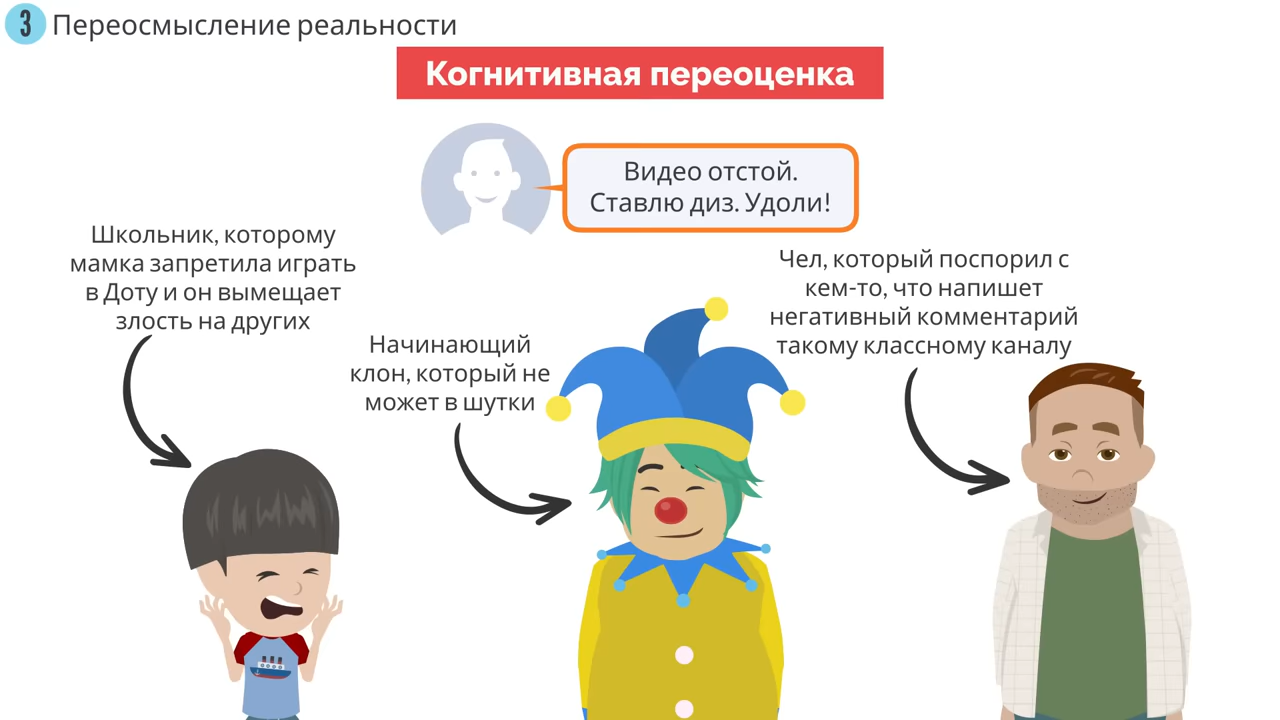 3 Переосмысление реальности
Когнитивная переоценка
Видео отстой.
Ставлю диз. Удоли!
Школьник, которому
мамка запретила играть
в Доту и он вымещает
злость на других
Начинающий
клон, который не
может в шутки
Чел, который поспорил с
кем-то, что напишет
негативный комментарий
такому классному каналу